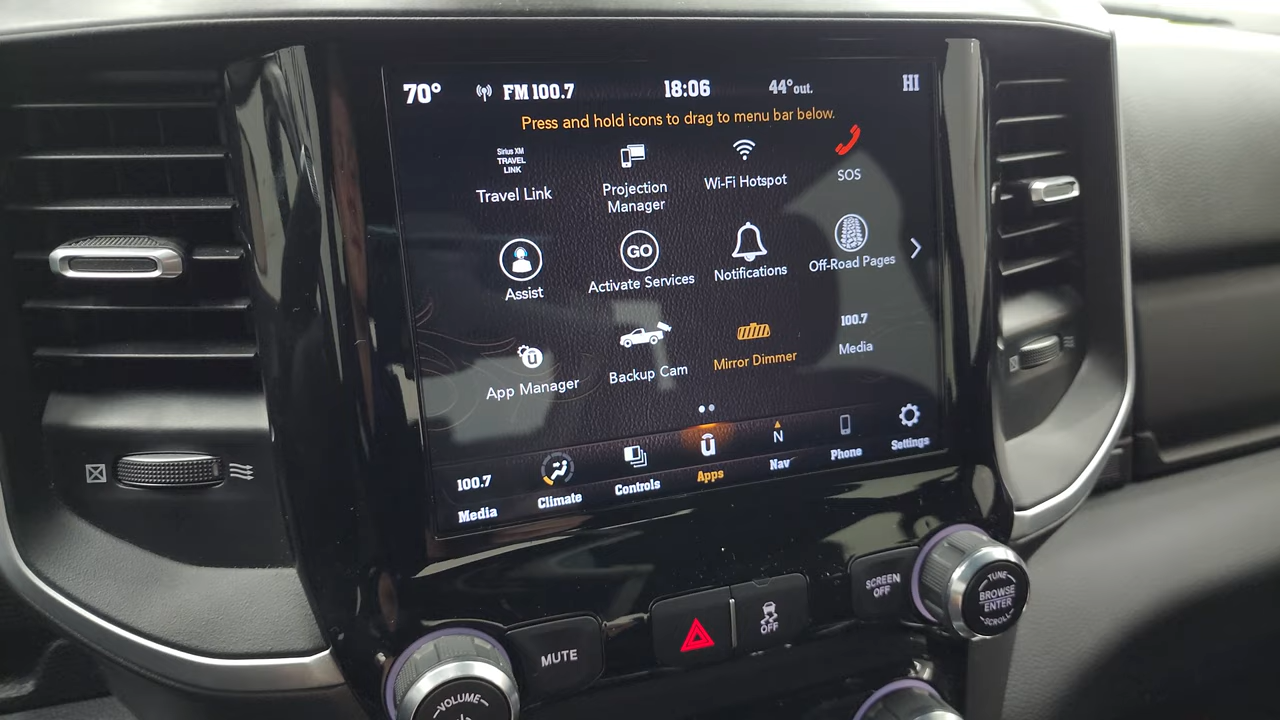 70° FM 100.7 18:06 44°out. HI
Press and hold icons to drag to menu bar below.
Sirius XM
TRAVEL
LINK
Travel Link
Projection
Manager
Wi-Fi Hotspot
SOS
Assist
GO
Activate Services
Notifications
Off-Road Pages
App Manager
Backup Cam
Mirror Dimmer
100.7
Media
100.7
Media
Climate
Controls
Apps
N
Nav
Phone
Settings
MUTE
OFF
SCREEN
OFF
TUNE
BROWSE
ENTER
SCROLL
VOLUME